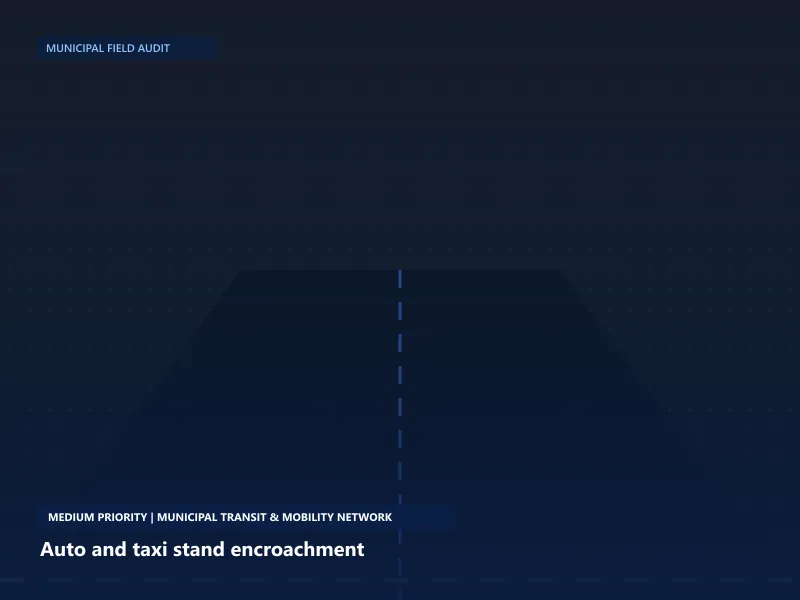 MUNICIPAL FIELD AUDIT
MEDIUM PRIORITY | MUNICIPAL TRANSIT & MOBILITY NETWORK
Auto and taxi stand encroachment